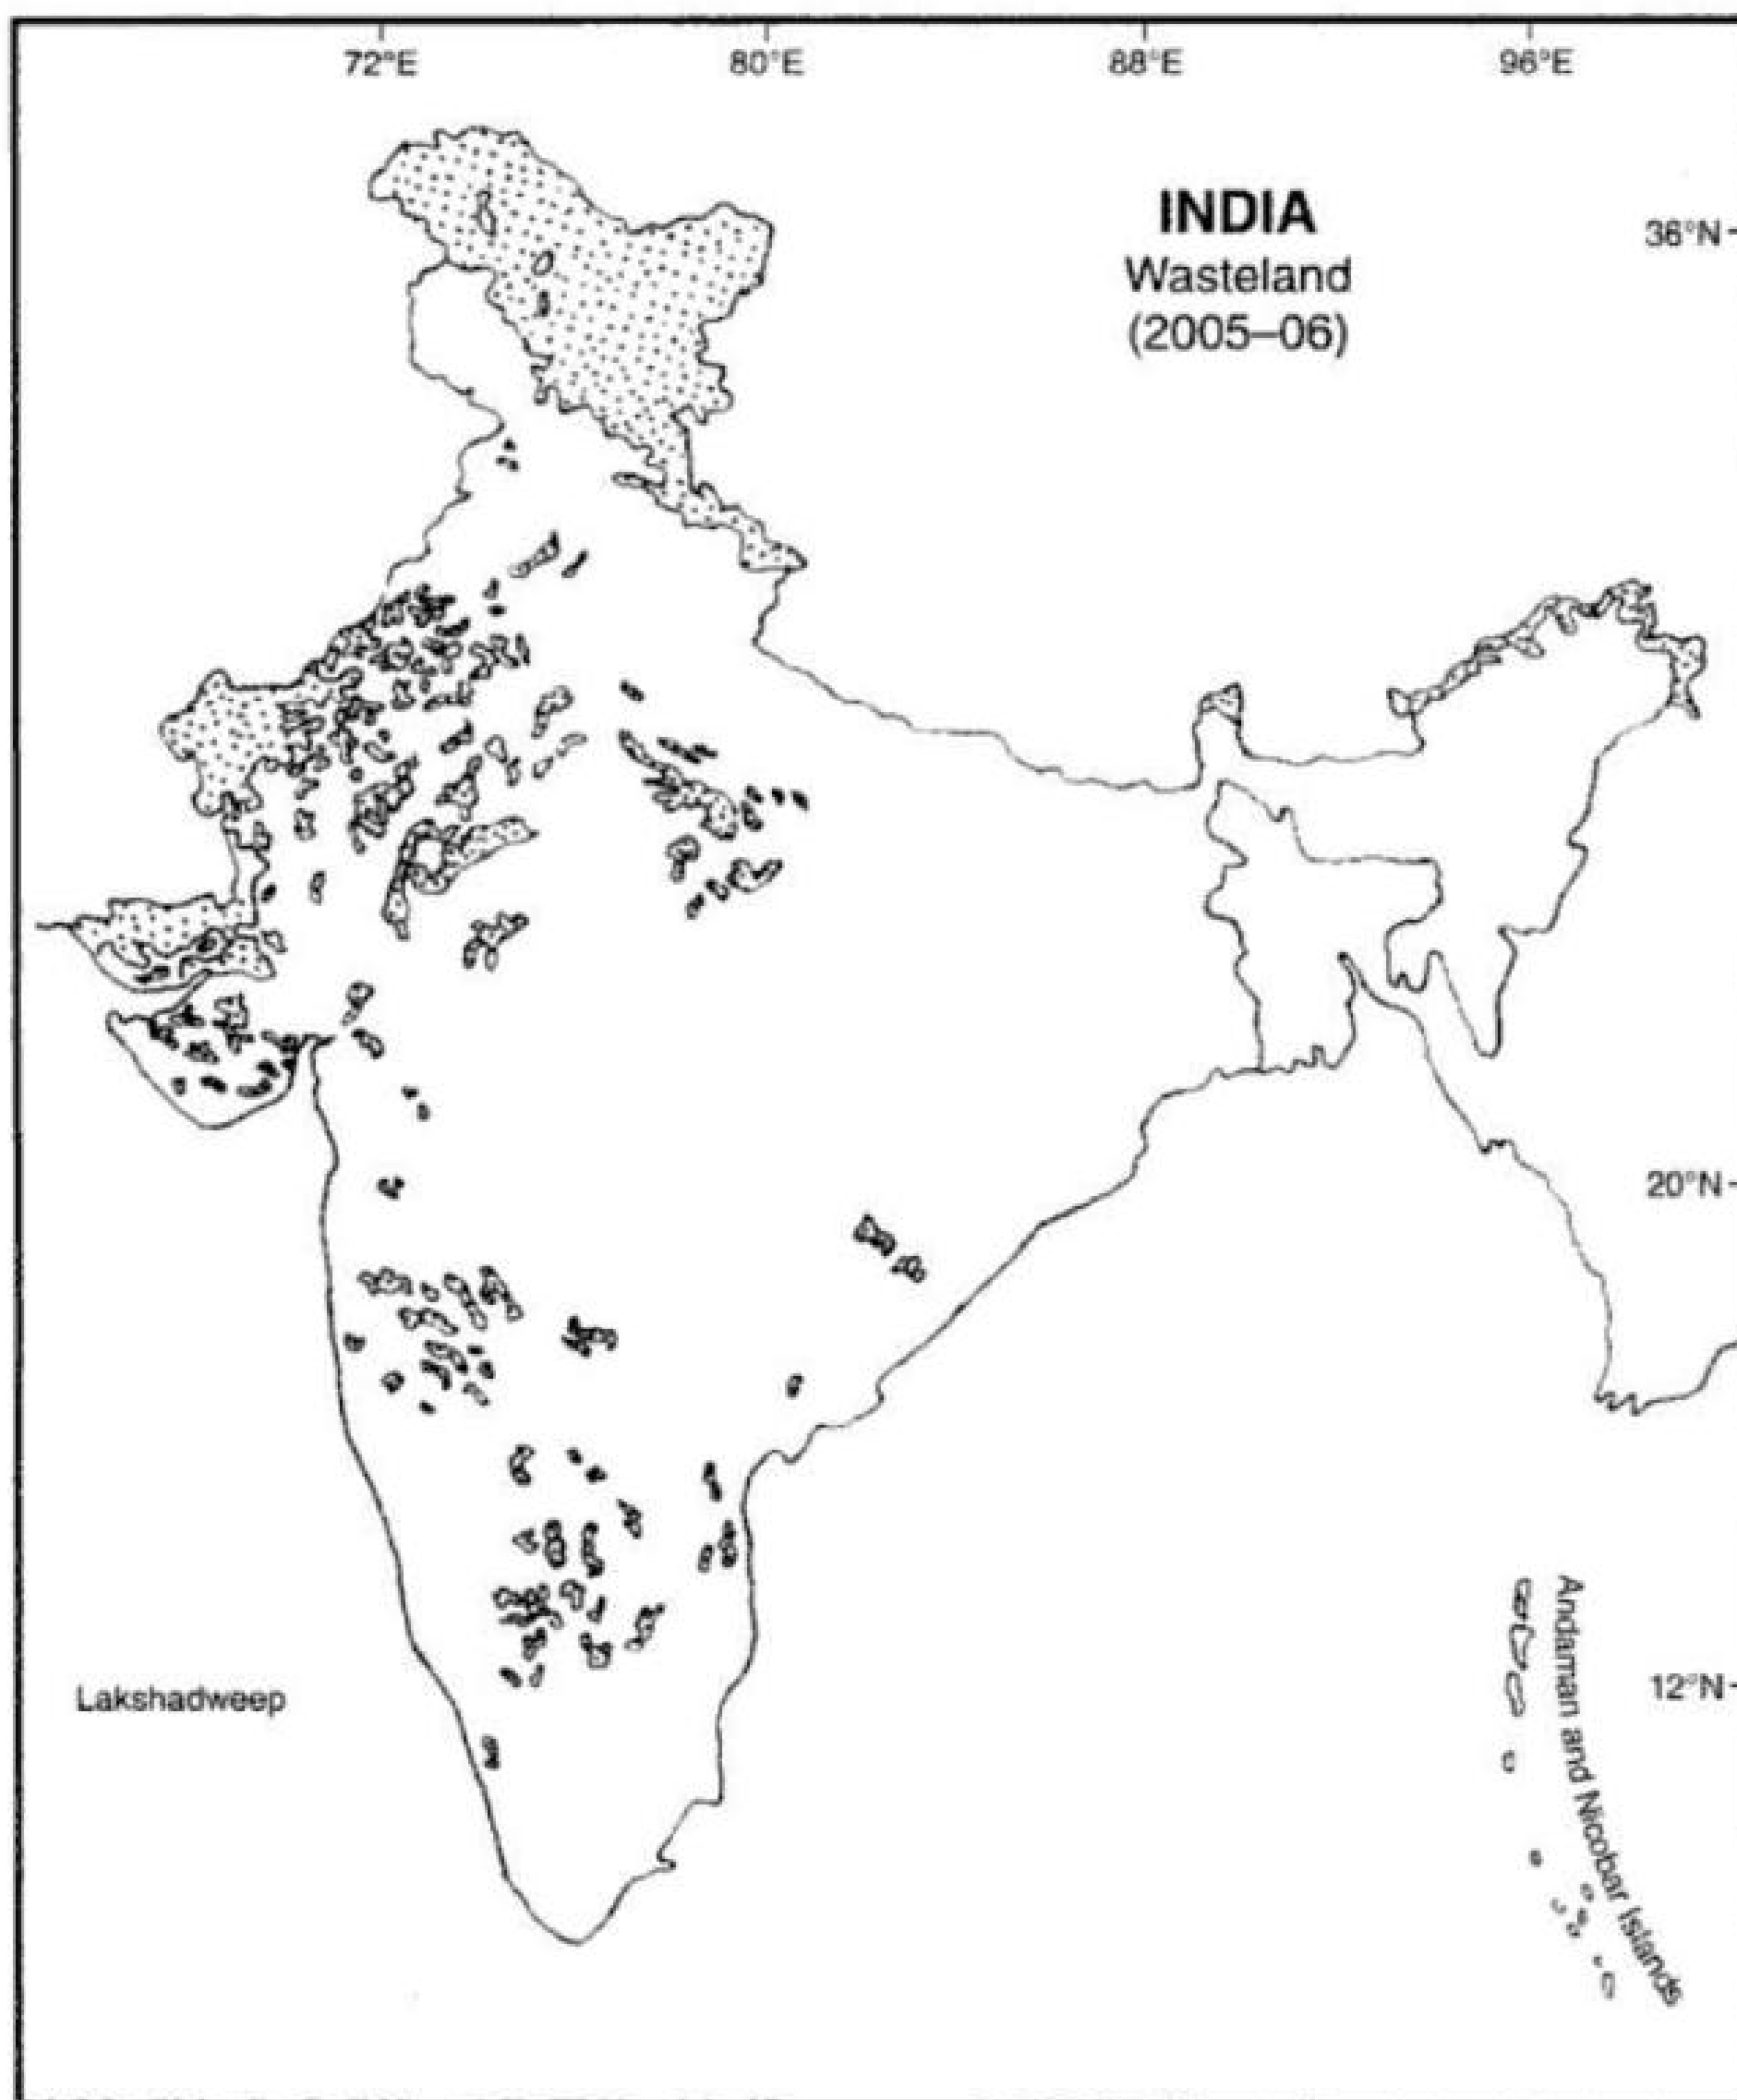 72°E 80°E 88°E 96°E
INDIA
Wasteland
(2005–06)
36°N
20°N
12°N
Lakshadweep
Andaman and Nicobar Islands